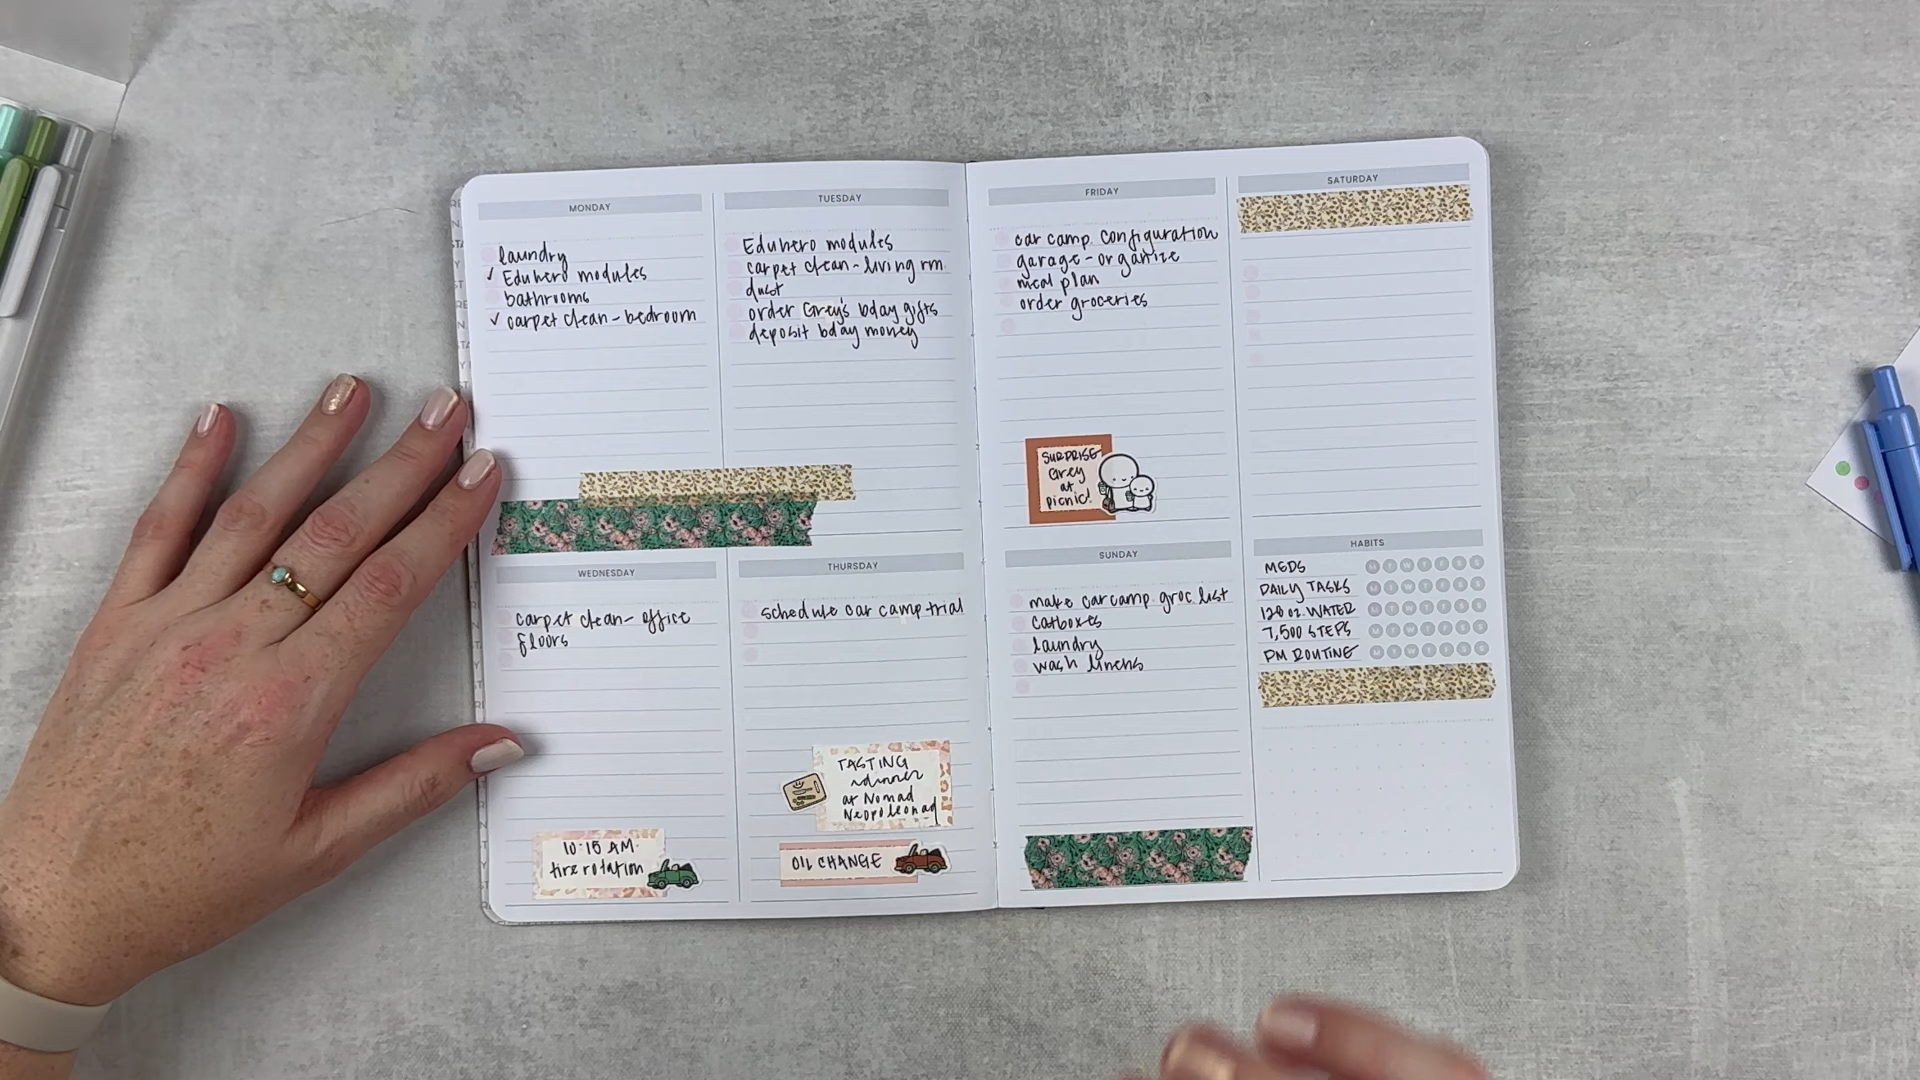 MONDAY
laundry
✓ Eduhero modules
bathrooms
✓ carpet clean - bedroom
TUESDAY
Eduhero modules
carpet clean - living rm.
dust
order Grey's bday gifts
deposit bday money
WEDNESDAY
carpet clean - office
floors
10:15 AM
tire rotation
THURSDAY
schedule car camp trial
TASTING
dinner
at Nomad
OIL CHANGE
FRIDAY
car camp. configuration
garage - organize
meal plan
order groceries
SURPRISE
Grey
at
picnic!
SATURDAY
SUNDAY
make car camp. groc. list
catboxes
laundry
wash linens
HABITS
MEDS
M T W T F S S
DAILY TASKS
M T W T F S S
120 oz. WATER
M T W T F S S
7,500 STEPS
M T W T F S S
PM ROUTINE
M T W T F S S